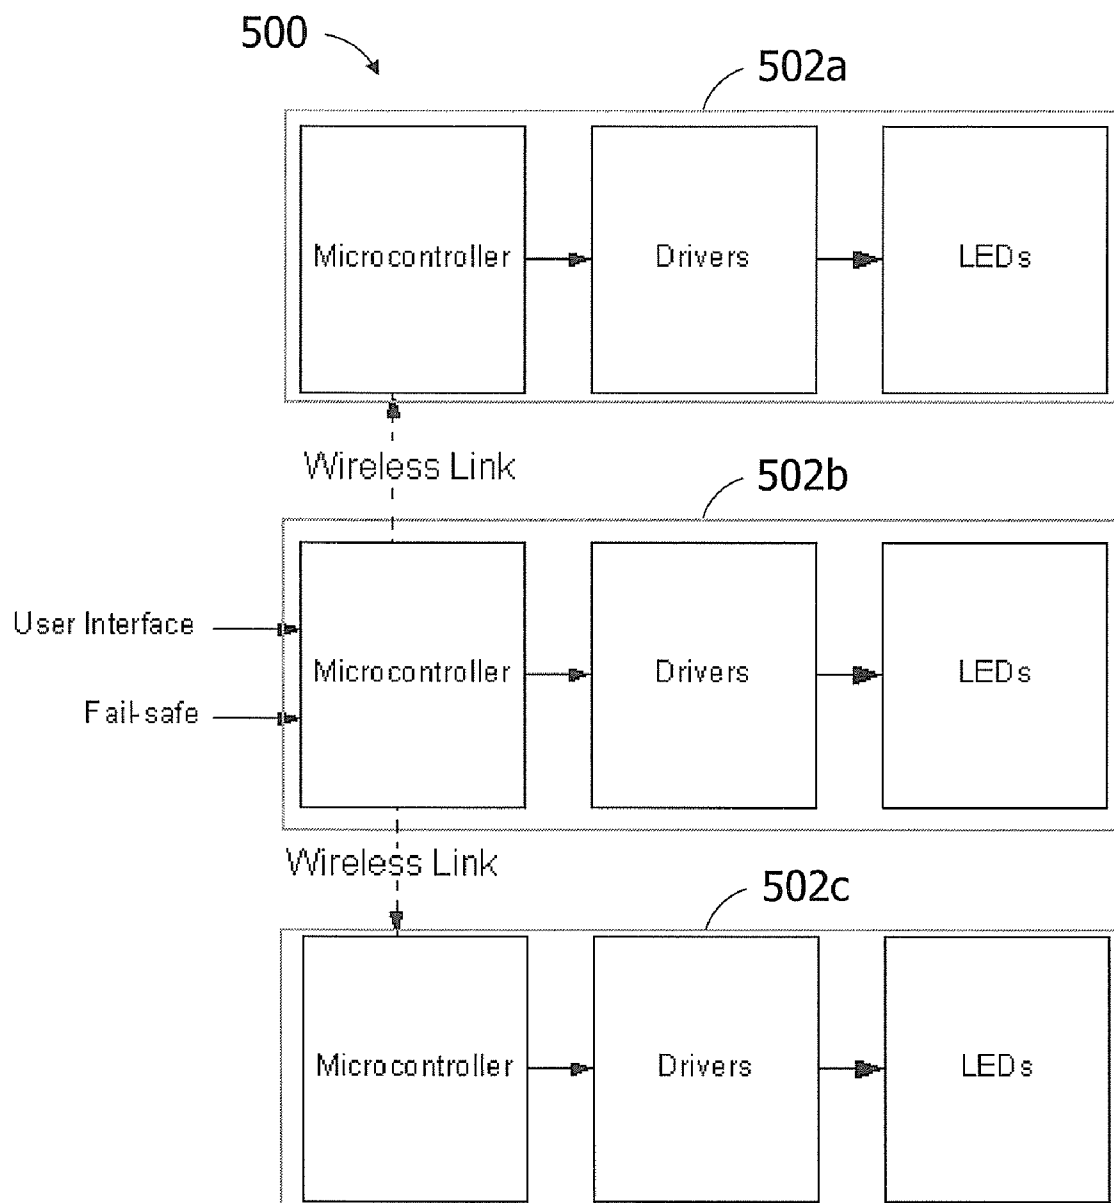 500
502a
Microcontroller
Drivers
LEDs
Wireless Link
502b
User Interface
Fail-safe
Microcontroller
Drivers
LEDs
Wireless Link
502c
Microcontroller
Drivers
LEDs